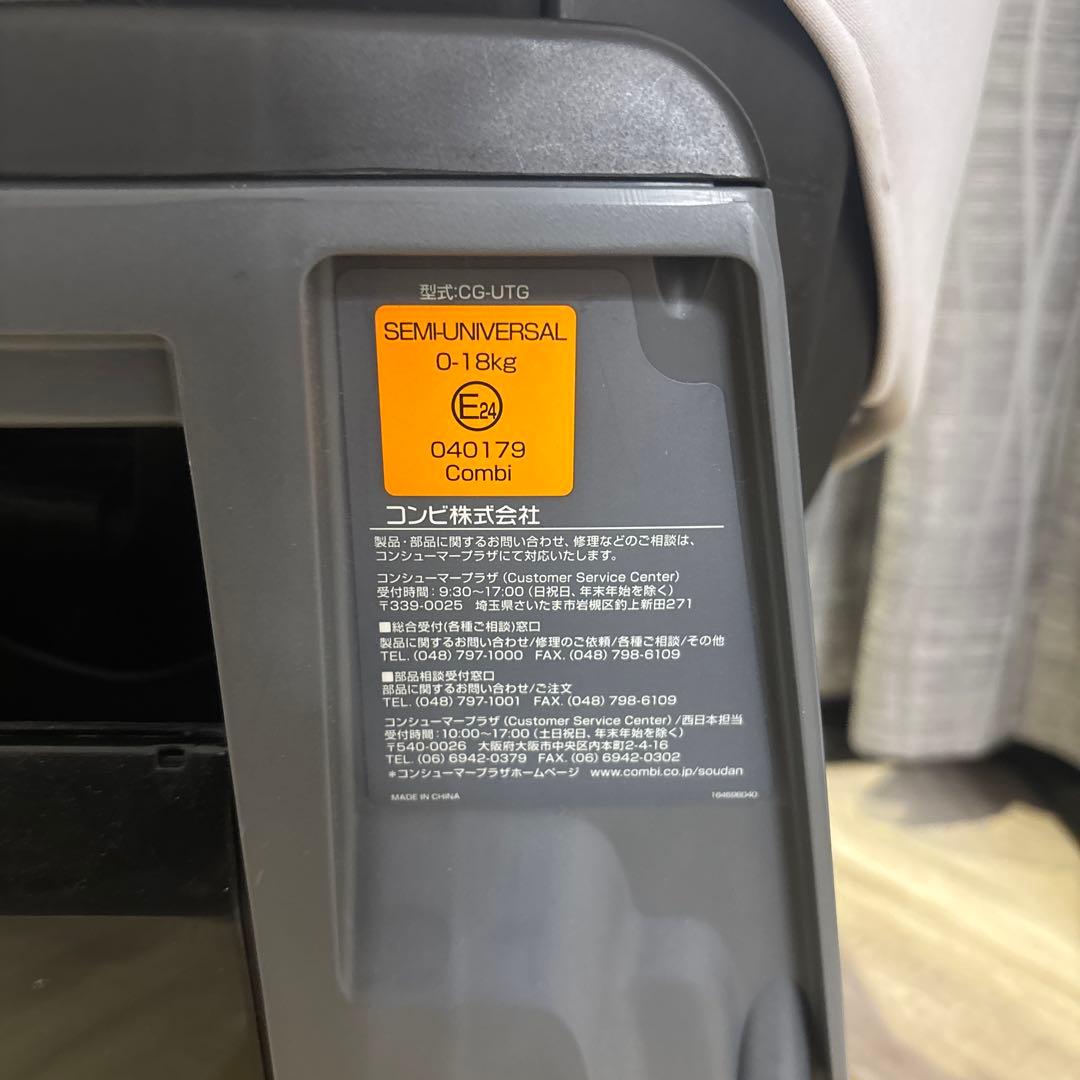 型式:CG-UTG
SEMI-UNIVERSAL
0-18kg
E24
040179
Combi
コンビ株式会社
製品・部品に関するお問い合わせ、修理などのご相談は、
コンシューマープラザにて対応いたします。
コンシューマープラザ(Customer Service Center)
受付時間:9:30〜17:00(日祝日、年末年始を除く)
〒339-0025 埼玉県さいたま市岩槻区釣上新田271
■総合受付(各種ご相談)窓口
製品に関するお問い合わせ/修理のご依頼/各種ご相談/その他
TEL.(048)797-1000 FAX.(048)798-6109
■部品相談受付窓口
部品に関するお問い合わせ/ご注文
TEL.(048)797-1001 FAX.(048)798-6109
コンシューマープラザ(Customer Service Center)/西日本担当
受付時間:10:00〜17:00(土日祝日、年末年始を除く)
〒540-0026 大阪府大阪市中央区内本町2-4-16
TEL.(06)6942-0379 FAX.(06)6942-0302
*コンシューマープラザホームページ www.combi.co.jp/soudan
MADE IN CHINA 164696040